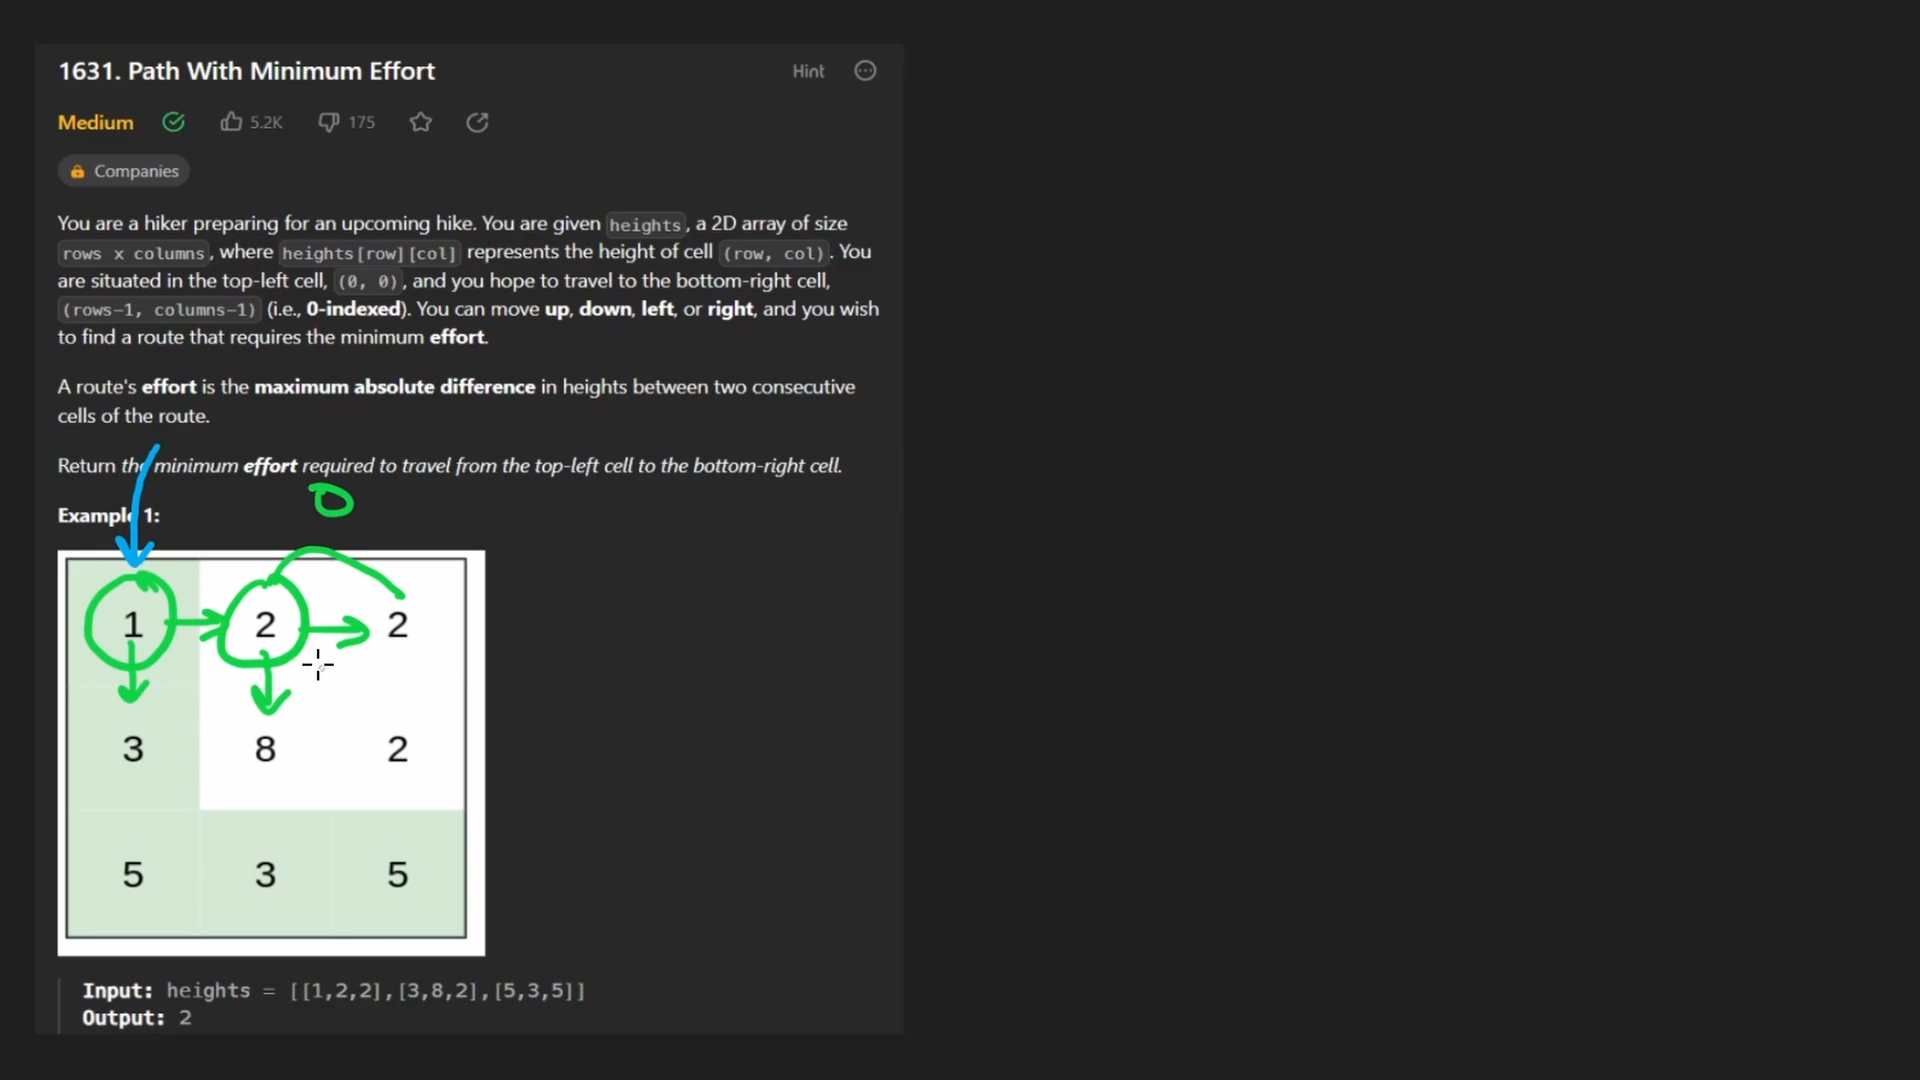 1631. Path With Minimum Effort
Hint
Medium 5.2K 175
Companies
You are a hiker preparing for an upcoming hike. You are given heights, a 2D array of size
rows x columns, where heights[row][col] represents the height of cell (row, col). You
are situated in the top-left cell, (0, 0), and you hope to travel to the bottom-right cell,
(rows-1, columns-1) (i.e., 0-indexed). You can move up, down, left, or right, and you wish
to find a route that requires the minimum effort.
A route's effort is the maximum absolute difference in heights between two consecutive
cells of the route.
Return the minimum effort required to travel from the top-left cell to the bottom-right cell.
0
Example 1:
1 2 2
3 8 2
5 3 5
Input: heights = [[1,2,2],[3,8,2],[5,3,5]]
Output: 2